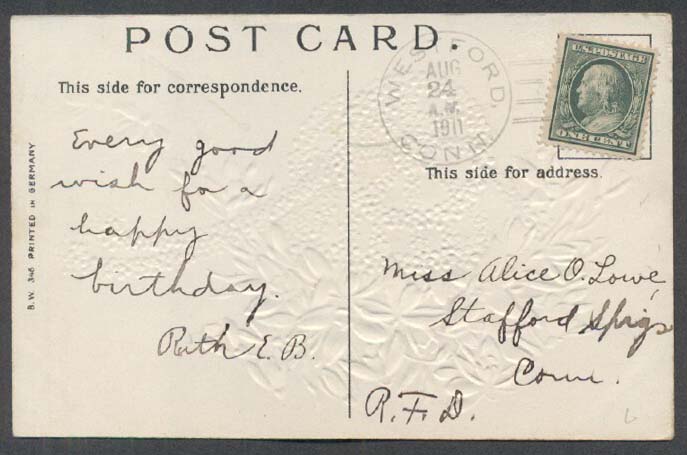 POST CARD.
This side for correspondence.
WESTFORD.
AUG
24
A.M.
1911
CONN
U.S. POSTAGE
ONE CENT
This side for address.
B.W. 346 PRINTED IN GERMANY
Every good
wish for a
happy
birthday.
Ruth E. B.
Miss Alice O. Lowe,
Stafford Spgs
Conn.
R.F.D.